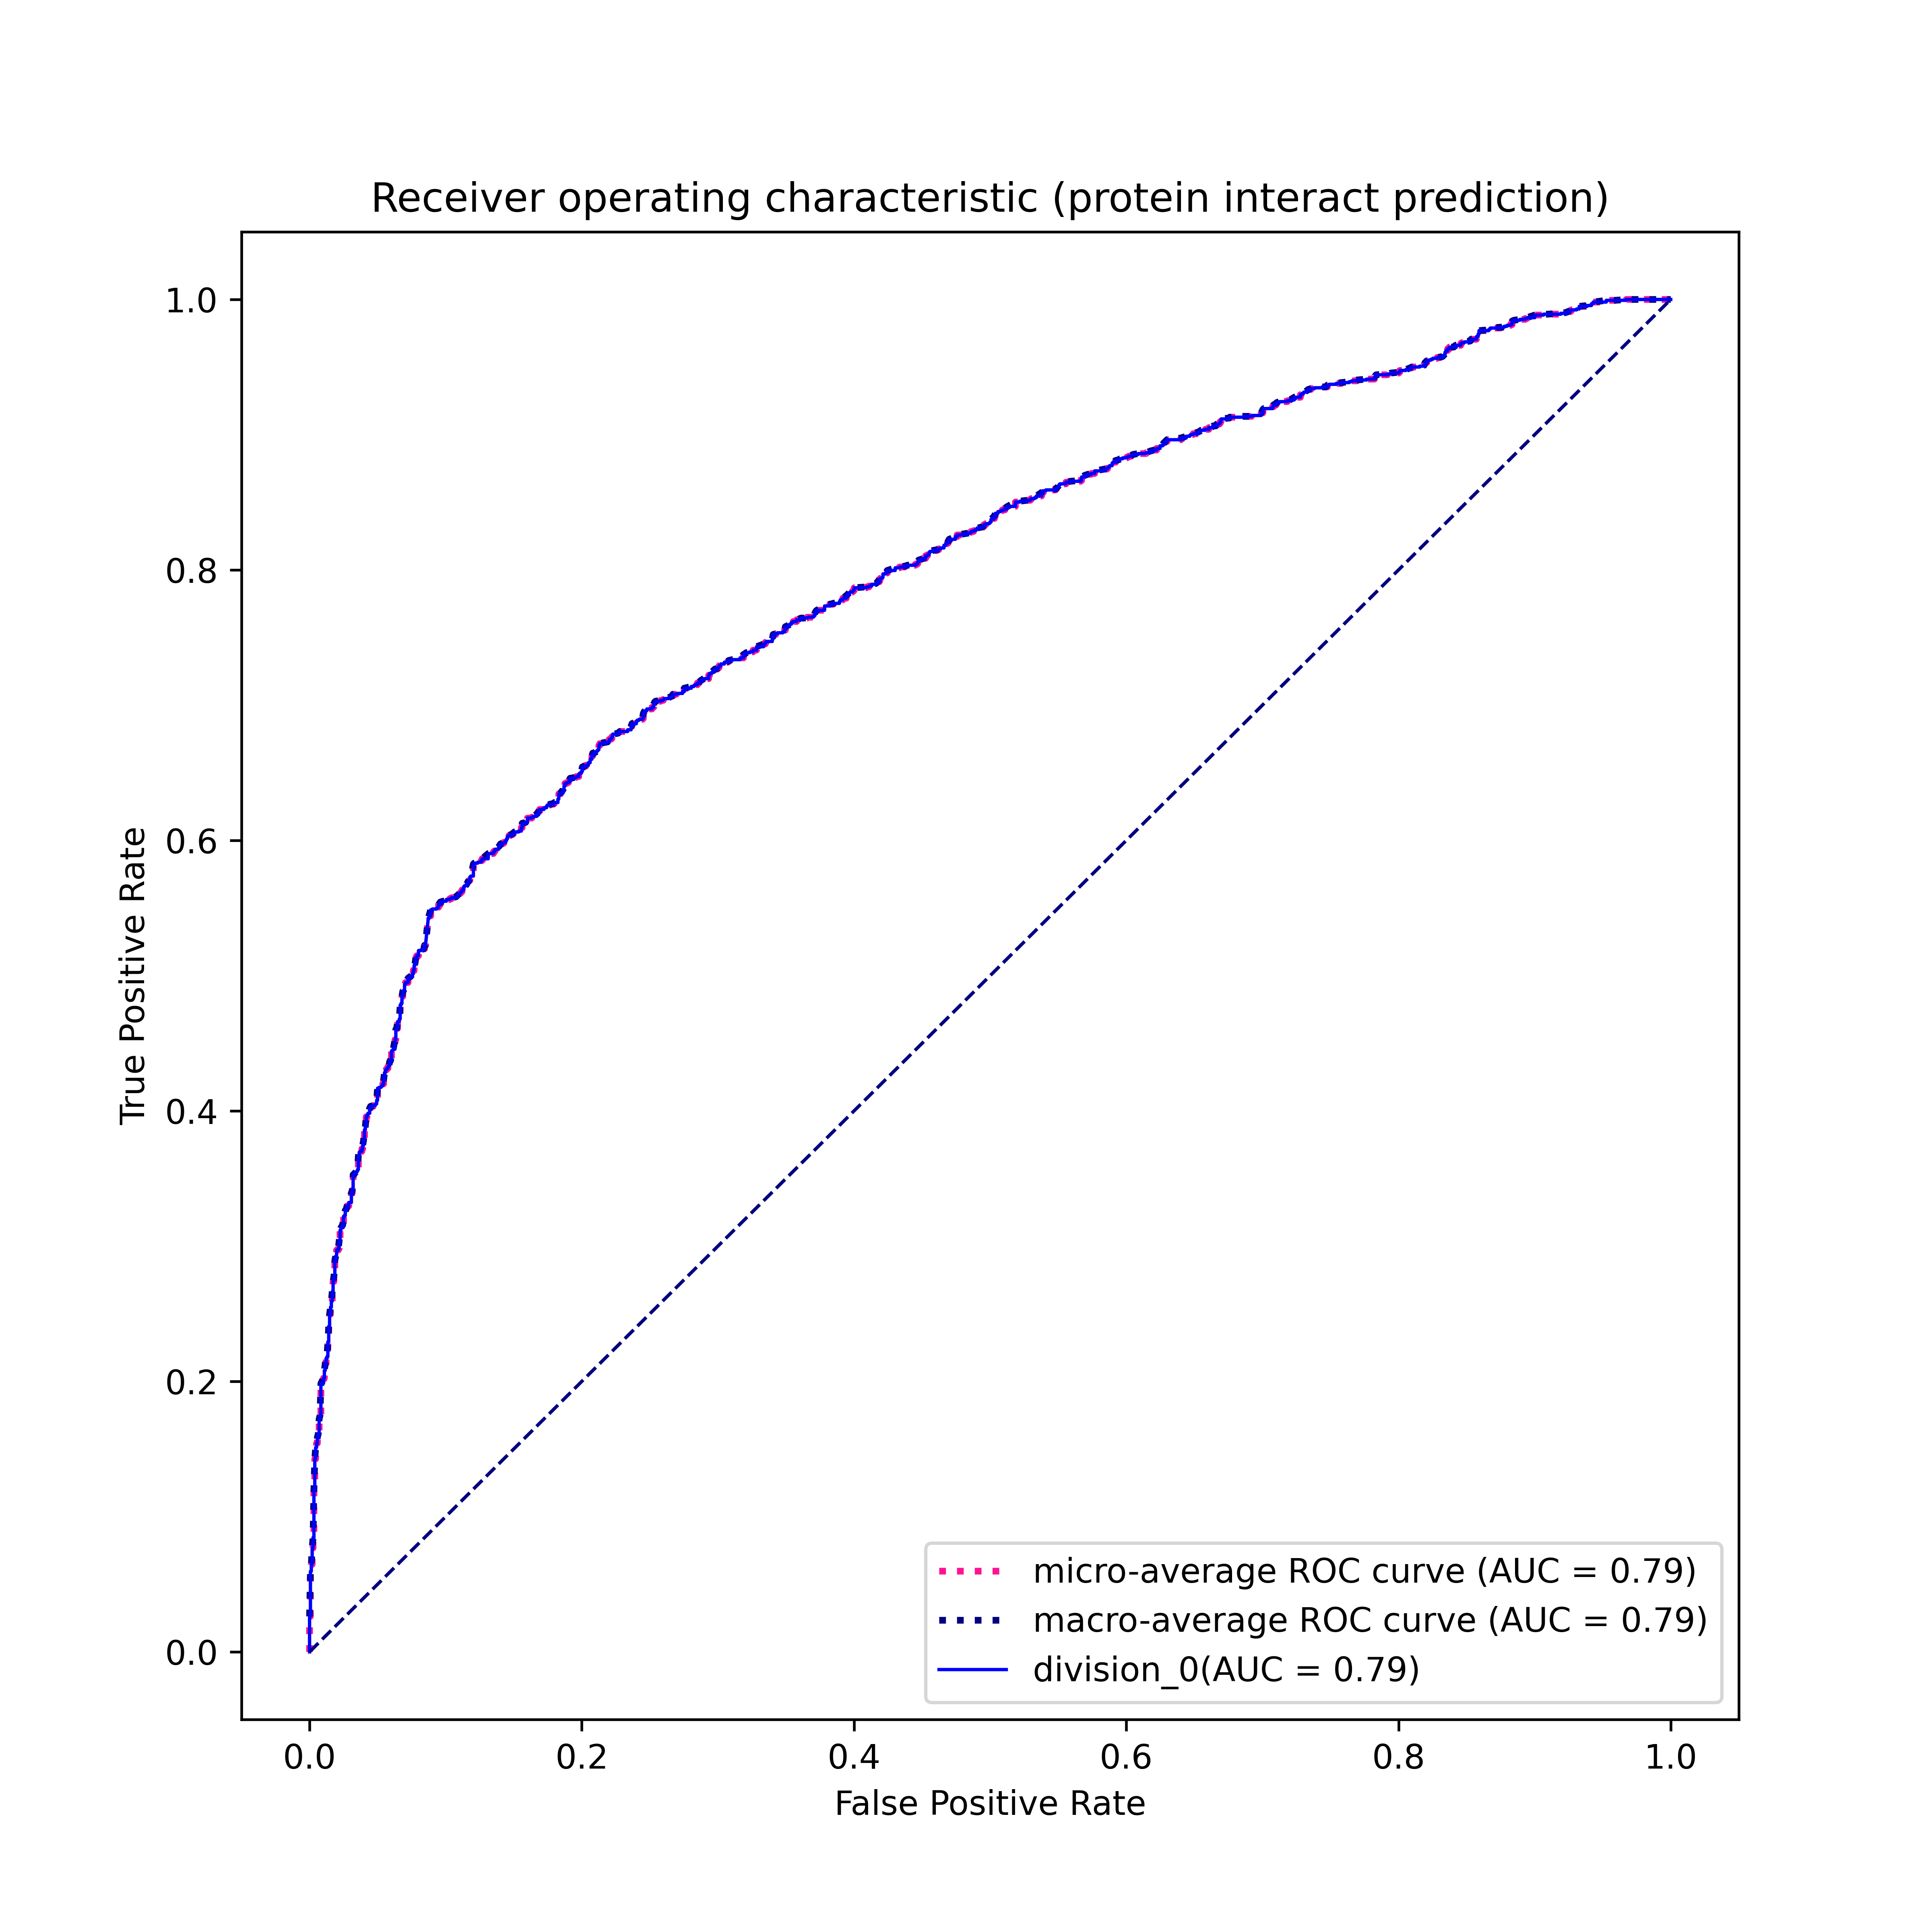 Receiver operating characteristic (protein interact prediction)
True Positive Rate
1.0
0.8
0.6
0.4
0.2
0.0
micro-average ROC curve (AUC = 0.79)
macro-average ROC curve (AUC = 0.79)
division_0(AUC = 0.79)
0.0 0.2 0.4 0.6 0.8 1.0
False Positive Rate